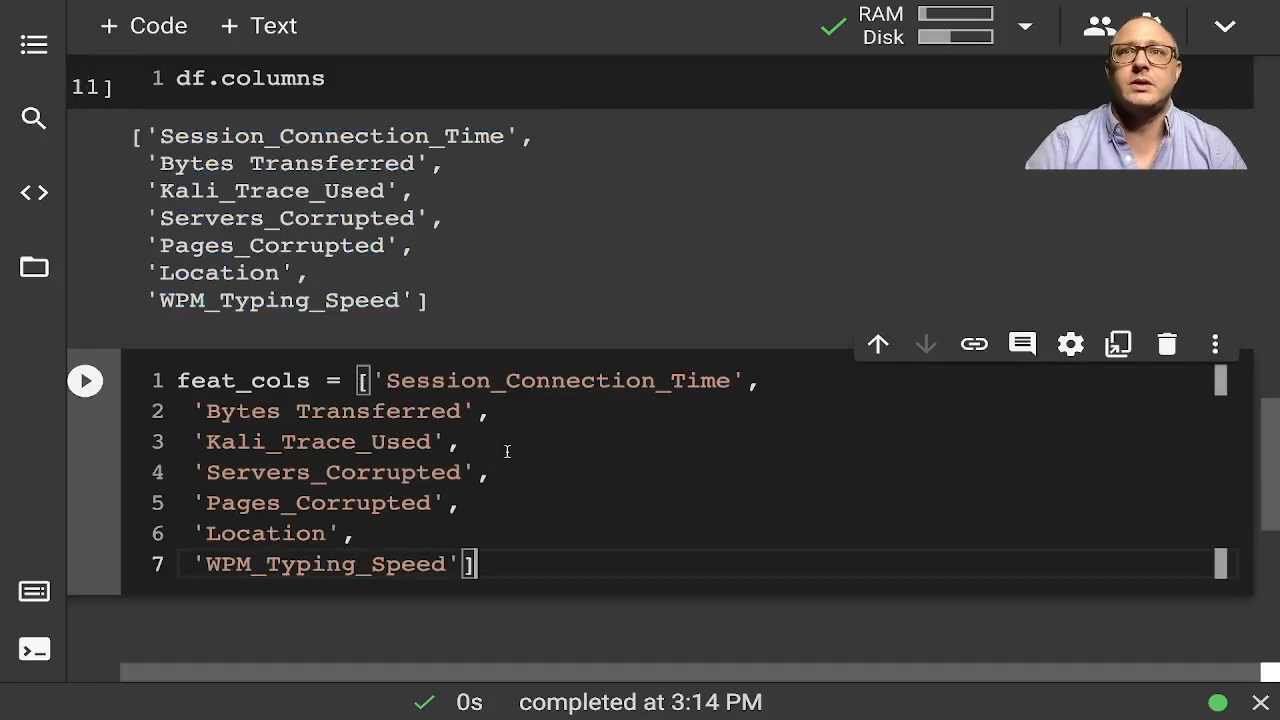 + Code + Text
RAM
Disk
11]
1 df.columns
['Session_Connection_Time',
'Bytes Transferred',
'Kali_Trace_Used',
'Servers_Corrupted',
'Pages_Corrupted',
'Location',
'WPM_Typing_Speed']
1 feat_cols = ['Session_Connection_Time',
2 'Bytes Transferred',
3 'Kali_Trace_Used',
4 'Servers_Corrupted',
5 'Pages_Corrupted',
6 'Location',
7 'WPM_Typing_Speed']
0s completed at 3:14 PM